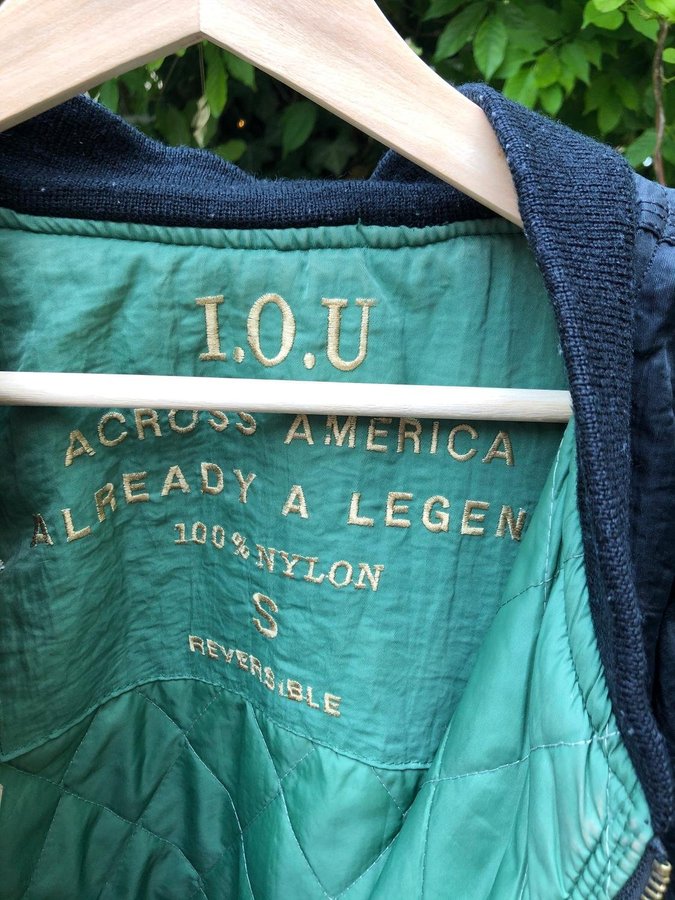 I.O.U
ACROSS AMERICA
ALREADY A LEGEN
100% NYLON
S
REVERSIBLE